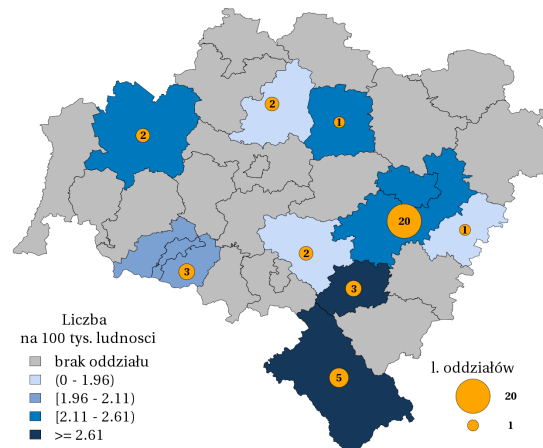 2
2
1
20
1
2
3
3
5
Liczba
na 100 tys. ludnosci
brak oddziału
(0 - 1.96)
[1.96 - 2.11)
[2.11 - 2.61)
>= 2.61
l. oddziałów
20
1